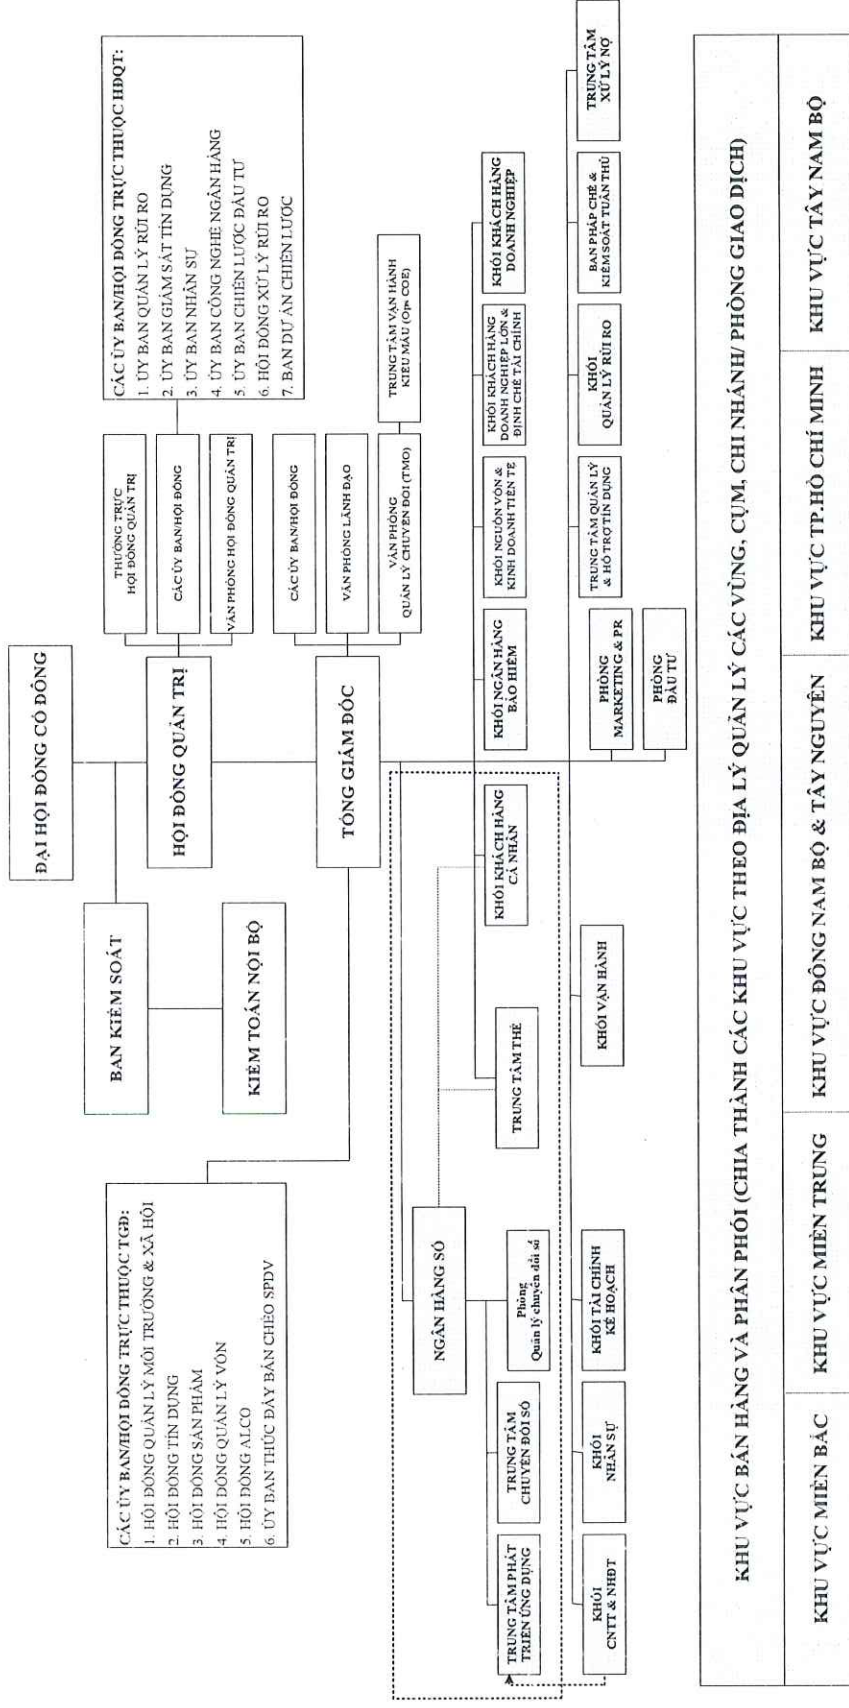 ĐẠI HỘI ĐỒNG CỔ ĐÔNG
BAN KIỂM SOÁT
HỘI ĐỒNG QUẢN TRỊ
KIỂM TOÁN NỘI BỘ
THƯỜNG TRỰC
HỘI ĐỒNG QUẢN TRỊ
CÁC ỦY BAN/HỘI ĐỒNG
VĂN PHÒNG HỘI ĐỒNG QUẢN TRỊ
CÁC ỦY BAN/HỘI ĐỒNG TRỰC THUỘC HĐQT:
1. ỦY BAN QUẢN LÝ RỦI RO
2. ỦY BAN GIÁM SÁT TÍN DỤNG
3. ỦY BAN NHÂN SỰ
4. ỦY BAN CÔNG NGHỆ NGÂN HÀNG
5. ỦY BAN CHIẾN LƯỢC ĐẦU TƯ
6. HỘI ĐỒNG XỬ LÝ RỦI RO
7. BAN DỰ ÁN CHIẾN LƯỢC
CÁC ỦY BAN/HỘI ĐỒNG TRỰC THUỘC TGĐ:
1. HỘI ĐỒNG QUẢN LÝ MÔI TRƯỜNG & XÃ HỘI
2. HỘI ĐỒNG TÍN DỤNG
3. HỘI ĐỒNG SẢN PHẨM
4. HỘI ĐỒNG QUẢN LÝ VỐN
5. HỘI ĐỒNG ALCO
6. ỦY BAN THÚC ĐẨY BÁN CHÉO SPDV
TỔNG GIÁM ĐỐC
CÁC ỦY BAN/HỘI ĐỒNG
VĂN PHÒNG LÃNH ĐẠO
VĂN PHÒNG
QUẢN LÝ CHUYỂN ĐỔI (TMO)
TRUNG TÂM VẬN HÀNH
KIỂU MẪU (Ops COE)
NGÂN HÀNG SỐ
TRUNG TÂM PHÁT
TRIỂN ỨNG DỤNG
TRUNG TÂM
CHUYỂN ĐỔI SỐ
Phòng
Quản lý chuyển đổi số
TRUNG TÂM THẺ
KHỐI KHÁCH HÀNG
CÁ NHÂN
KHỐI NGÂN HÀNG
BẢO HIỂM
KHỐI NGUỒN VỐN &
KINH DOANH TIỀN TỆ
KHỐI KHÁCH HÀNG
DOANH NGHIỆP LỚN &
ĐỊNH CHẾ TÀI CHÍNH
KHỐI KHÁCH HÀNG
DOANH NGHIỆP
KHỐI
CNTT & NHĐT
KHỐI
NHÂN SỰ
KHỐI TÀI CHÍNH
KẾ HOẠCH
KHỐI VẬN HÀNH
TRUNG TÂM QUẢN LÝ
& HỖ TRỢ TÍN DỤNG
KHỐI
QUẢN LÝ RỦI RO
BAN PHÁP CHẾ &
KIỂM SOÁT TUÂN THỦ
TRUNG TÂM
XỬ LÝ NỢ
PHÒNG
MARKETING & PR
PHÒNG
ĐẦU TƯ
KHU VỰC BÁN HÀNG VÀ PHÂN PHỐI (CHIA THÀNH CÁC KHU VỰC THEO ĐỊA LÝ QUẢN LÝ CÁC VÙNG, CỤM, CHI NHÁNH/ PHÒNG GIAO DỊCH)
KHU VỰC MIỀN BẮC
KHU VỰC MIỀN TRUNG
KHU VỰC ĐÔNG NAM BỘ & TÂY NGUYÊN
KHU VỰC TP.HỒ CHÍ MINH
KHU VỰC TÂY NAM BỘ